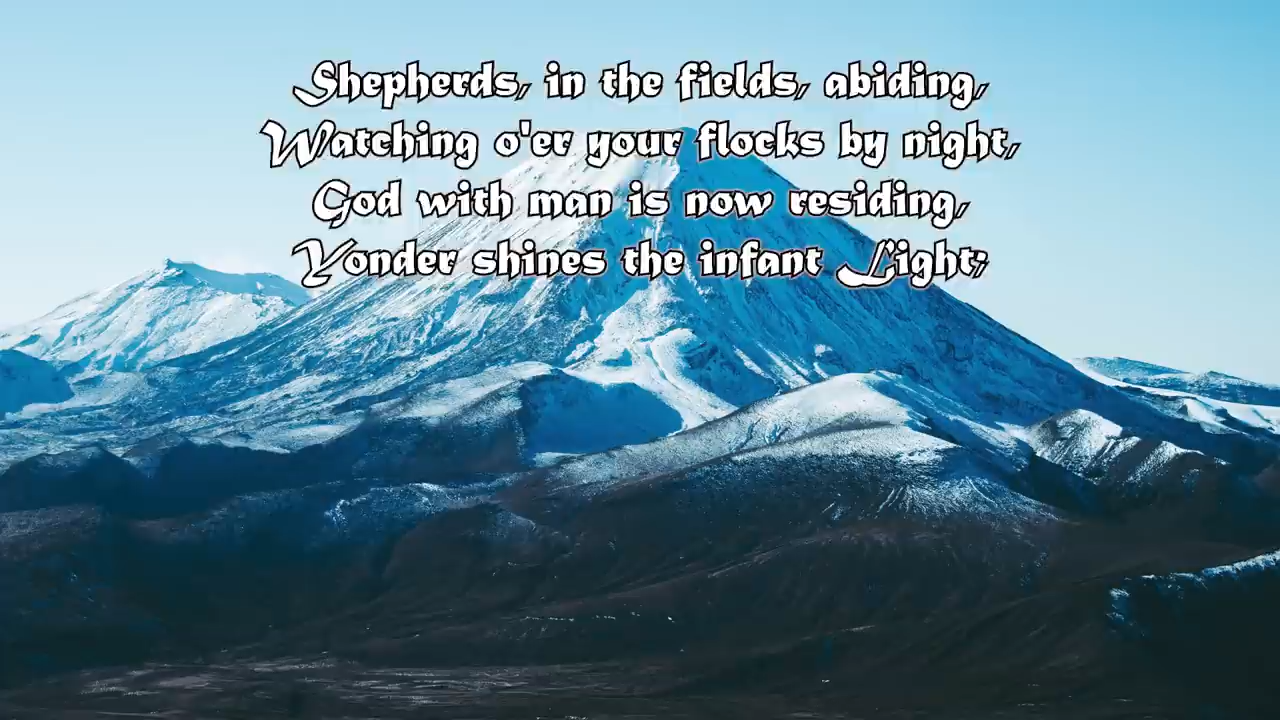 Shepherds, in the fields, abiding,
Watching o'er your flocks by night,
God with man is now residing,
Yonder shines the infant Light;